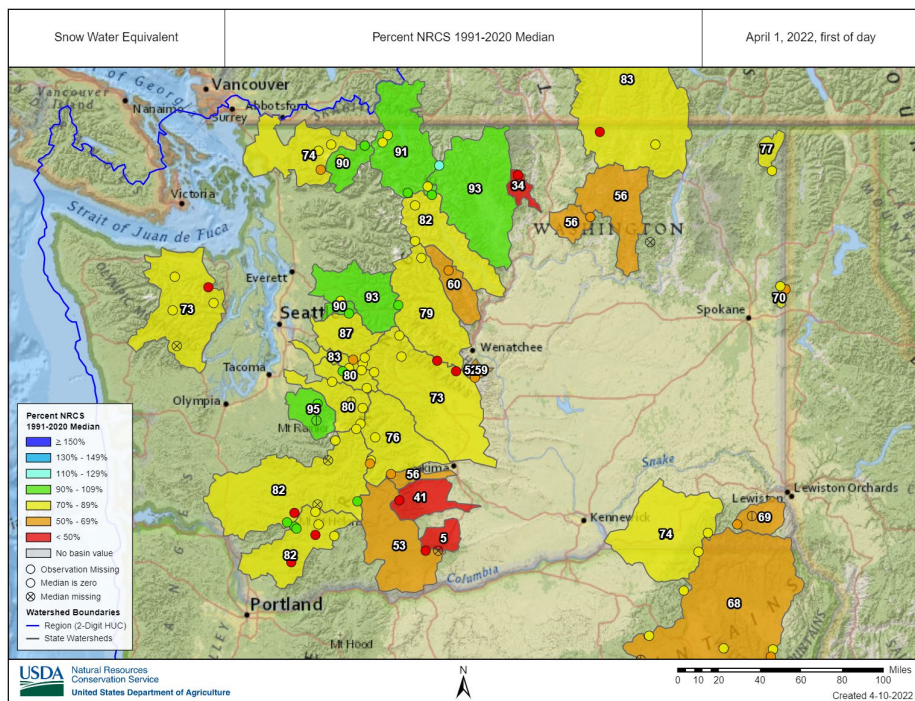 Snow Water Equivalent
Percent NRCS 1991-2020 Median
April 1, 2022, first of day
Vancouver
Nanaimo
Abbotsford
Surrey
Victoria
Strait of Juan de Fuca
Everett
Seatt
Tacoma
Olympia
Mt Rainier
Wenatchee
WASHINGTON
Spokane
kima
Snake
Lewiston
Lewiston Orchards
Kennewick
Columbia
Portland
Mt Hood
83
77
74
90
91
93
34
56
56
82
60
73
93
90
79
70
87
83
80
52
59
73
80
95
76
56
41
82
5
53
82
74
69
68
Percent NRCS
1991-2020 Median
≥ 150%
130% - 149%
110% - 129%
90% - 109%
70% - 89%
50% - 69%
< 50%
No basin value
Observation Missing
Median is zero
Median missing
Watershed Boundaries
Region (2-Digit HUC)
State Watersheds
USDA
Natural Resources
Conservation Service
United States Department of Agriculture
N
Miles
0 10 20 40 60 80 100
Created 4-10-2022